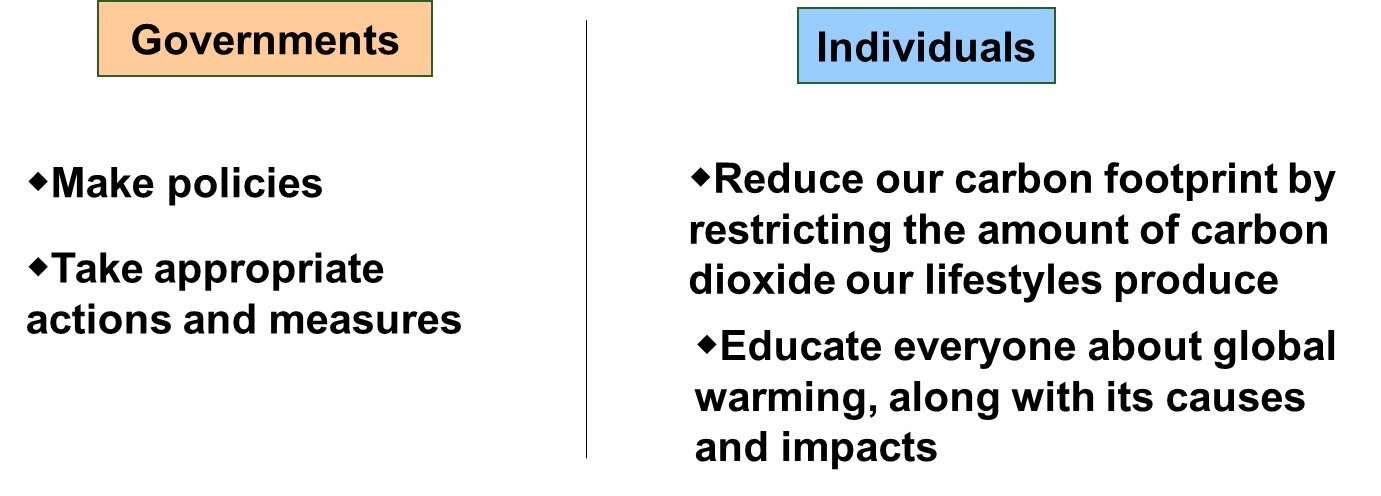 Governments
◆Make policies
◆Take appropriate
actions and measures
Individuals
◆Reduce our carbon footprint by
restricting the amount of carbon
dioxide our lifestyles produce
◆Educate everyone about global
warming, along with its causes
and impacts